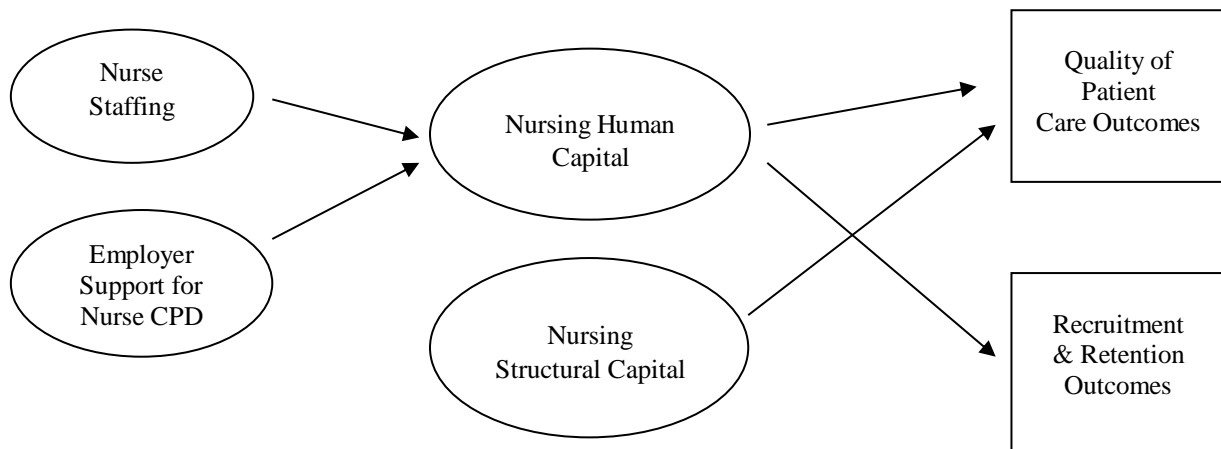 Nurse
Staffing
Employer
Support for
Nurse CPD
Nursing Human
Capital
Nursing
Structural Capital
Quality of
Patient
Care Outcomes
Recruitment
& Retention
Outcomes